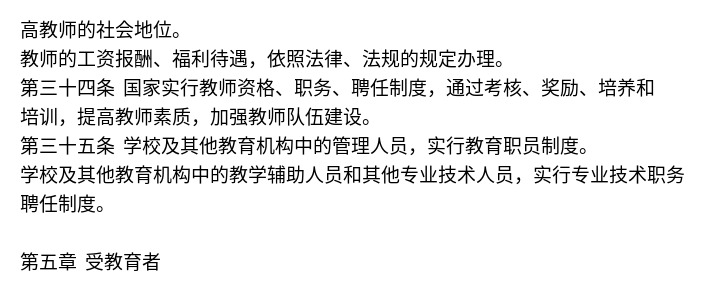 高教师的社会地位。
教师的工资报酬、福利待遇，依照法律、法规的规定办理。
第三十四条 国家实行教师资格、职务、聘任制度，通过考核、奖励、培养和
培训，提高教师素质，加强教师队伍建设。
第三十五条 学校及其他教育机构中的管理人员，实行教育职员制度。
学校及其他教育机构中的教学辅助人员和其他专业技术人员，实行专业技术职务
聘任制度。
第五章 受教育者